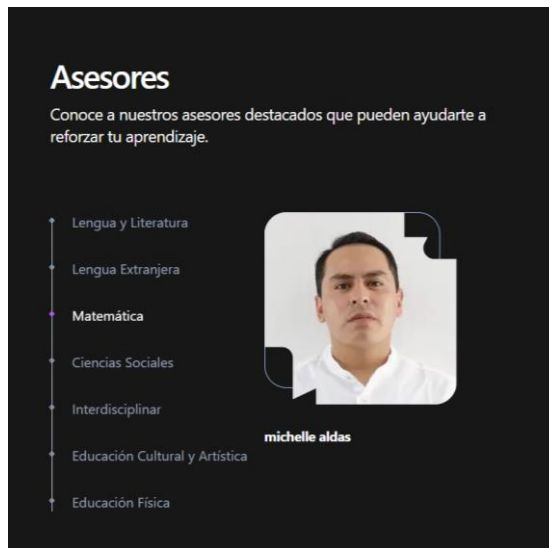 Asesores
Conoce a nuestros asesores destacados que pueden ayudarte a
reforzar tu aprendizaje.
Lengua y Literatura
Lengua Extranjera
Matemática
Ciencias Sociales
Interdisciplinar
Educación Cultural y Artística
Educación Física
michelle aldas